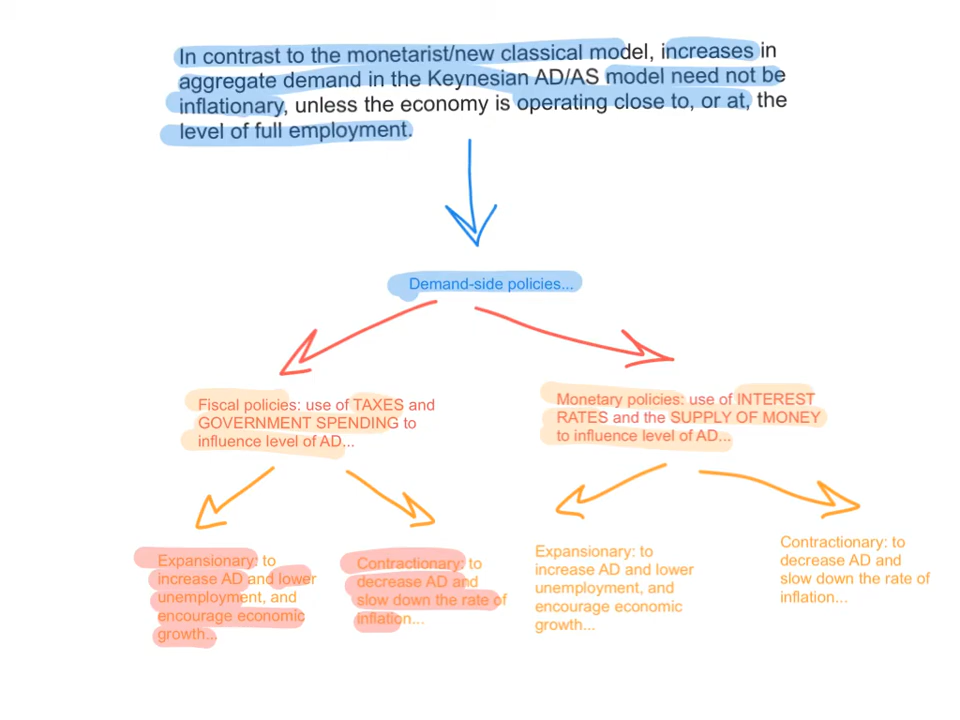 In contrast to the monetarist/new classical model, increases in
aggregate demand in the Keynesian AD/AS model need not be
inflationary, unless the economy is operating close to, or at, the
level of full employment.
Demand-side policies...
Fiscal policies: use of TAXES and
GOVERNMENT SPENDING to
influence level of AD...
Monetary policies: use of INTEREST
RATES and the SUPPLY OF MONEY
to influence level of AD...
Expansionary: to
increase AD and lower
unemployment, and
encourage economic
growth...
Contractionary: to
decrease AD and
slow down the rate of
inflation...
Expansionary: to
increase AD and lower
unemployment, and
encourage economic
growth...
Contractionary: to
decrease AD and
slow down the rate of
inflation...